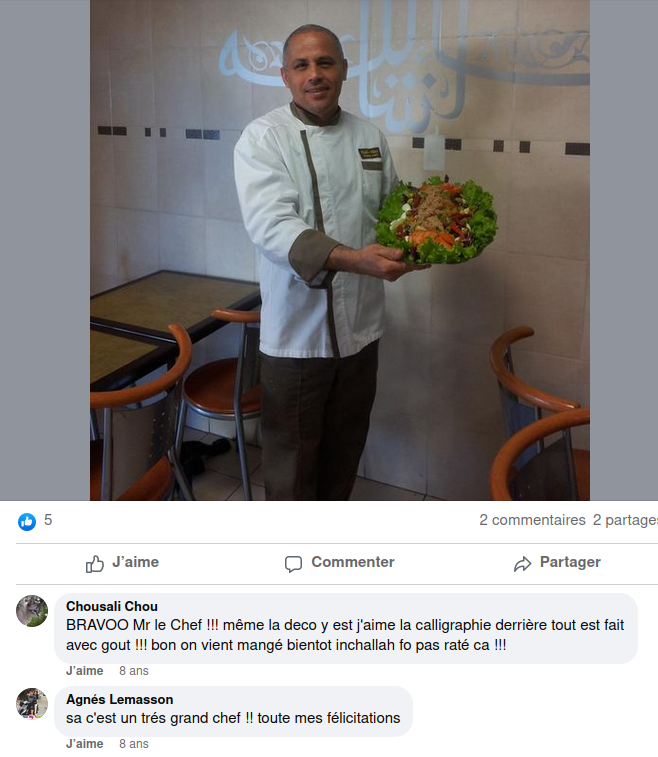 5
2 commentaires 2 partages
J'aime
Commenter
Partager
Chousali Chou
BRAVOO Mr le Chef !!! même la deco y est j'aime la calligraphie derrière tout est fait
avec gout !!! bon on vient mangé bientot inchallah fo pas raté ca !!!
J'aime 8 ans
Agnés Lemasson
sa c'est un trés grand chef !! toute mes félicitations
J'aime 8 ans